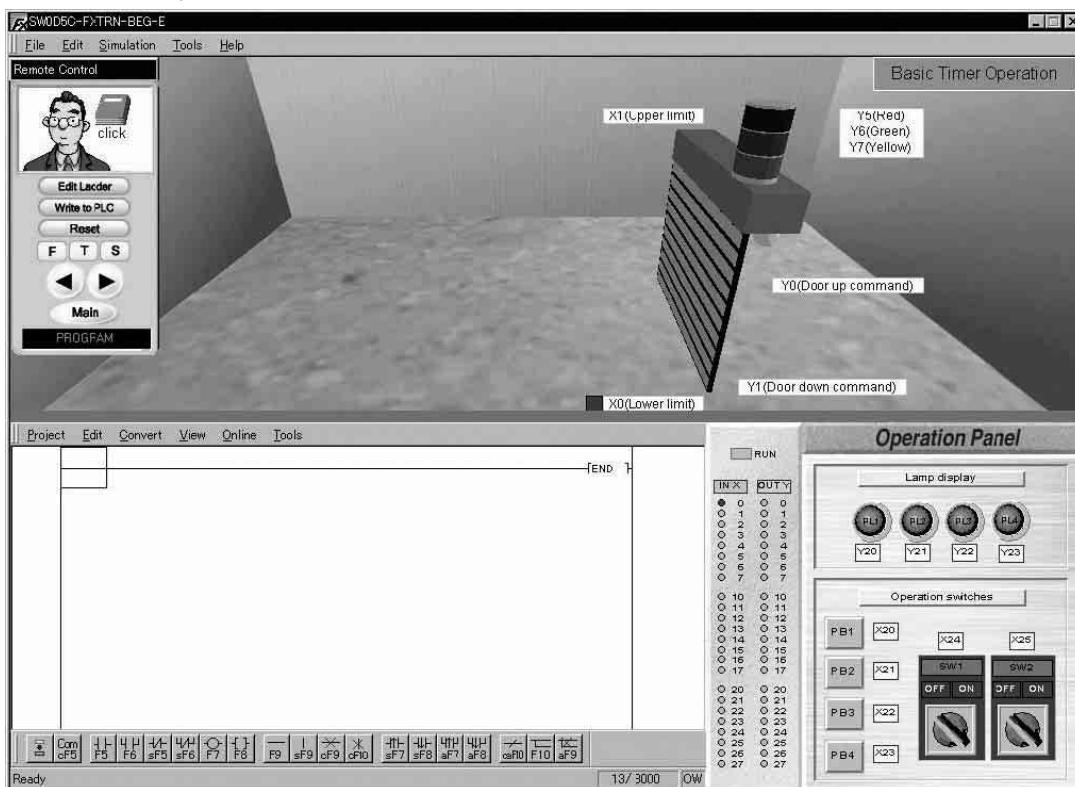 SW0D5C-FXTRN-BEG-E
File Edit Simulation Tools Help
Remote Control
click
Edit Ladder
Write to PLC
Reset
F T S
Main
PROGRAM
Basic Timer Operation
X1(Upper limit)
Y5(Red)
Y6(Green)
Y7(Yellow)
Y0(Door up command)
Y1(Door down command)
X0(Lower limit)
Project Edit Convert View Online Tools
END
RUN
IN X OUT Y
0 0
1 1
2 2
3 3
4 4
5 5
6 6
7 7
10 10
11 11
12 12
13 13
14 14
15 15
16 16
17 17
20 20
21 21
22 22
23 23
24 24
25 25
26 26
27 27
Operation Panel
Lamp display
PL1 PL2 PL3 PL4
Y20 Y21 Y22 Y23
Operation switches
PB1 X20
PB2 X21
PB3 X22
PB4 X23
X24 X25
SW1 SW2
OFF ON OFF ON
Com
cF5 F5 F6 sF5 sF6 F7 F8 F9 sF9 cF9 cF10 sF7 sF8 aF7 aF8 caF10 F10 aF9
Ready 13/ 3000 OW